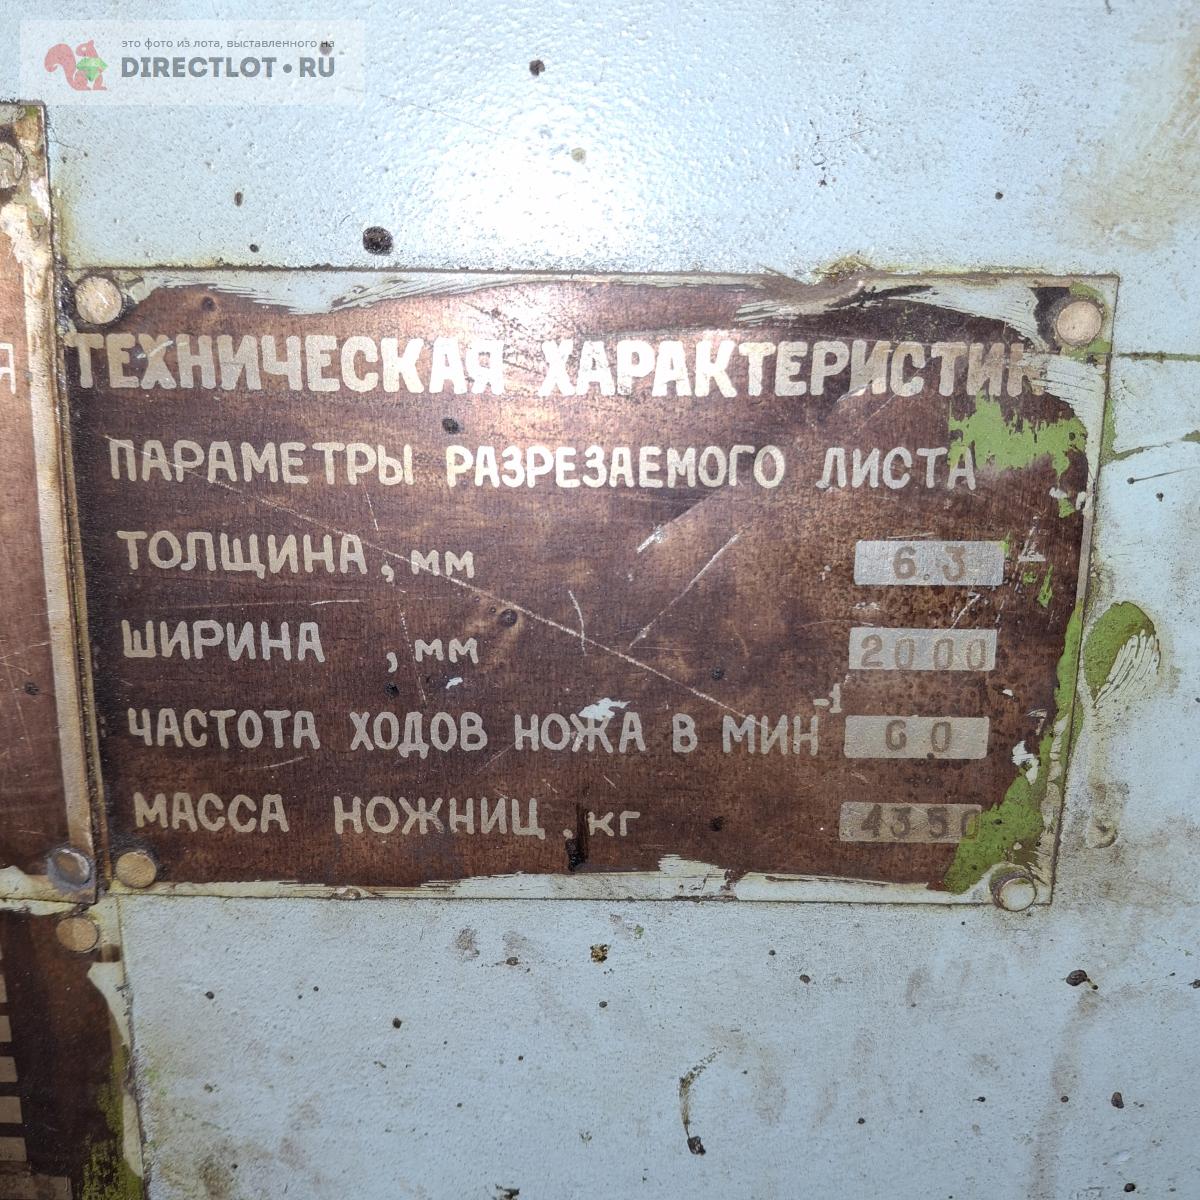 это фото из лота, выставленного на
DIRECTLOT.RU
Я
ТЕХНИЧЕСКАЯ ХАРАКТЕРИСТИК
ПАРАМЕТРЫ РАЗРЕЗАЕМОГО ЛИСТА
ТОЛЩИНА, мм 6.3
ШИРИНА , мм 2000
ЧАСТОТА ХОДОВ НОЖА В МИН⁻¹ 60
МАССА НОЖНИЦ, кг 4350